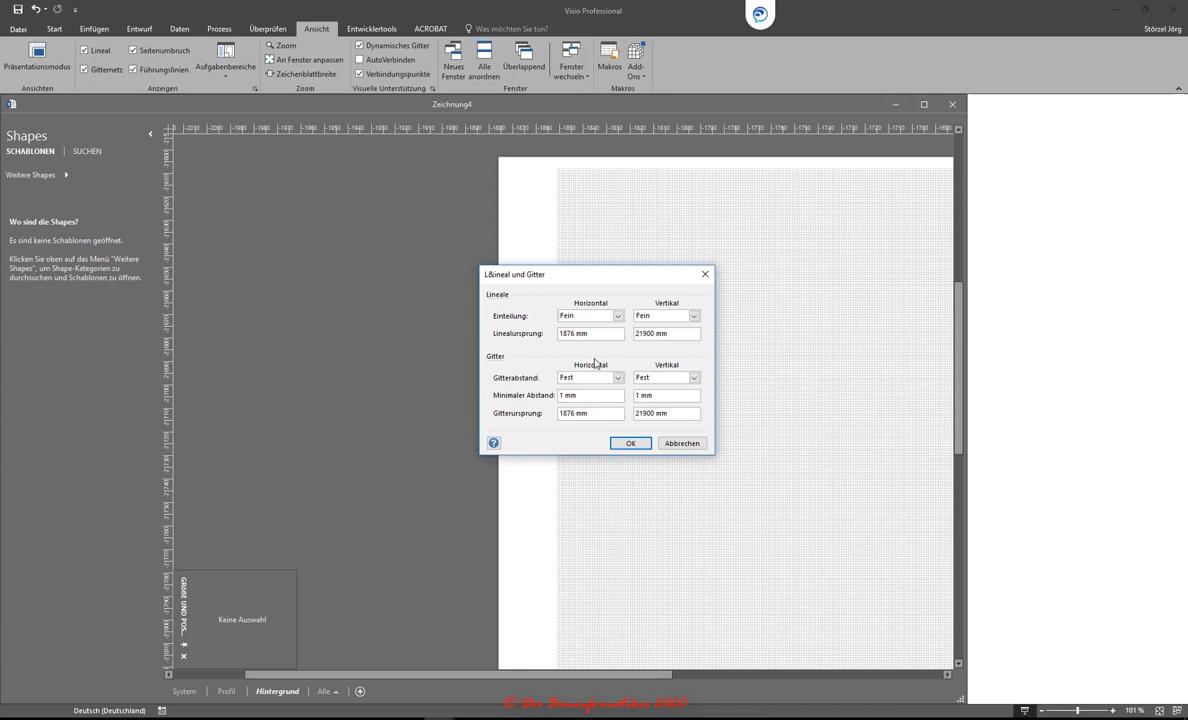 Visio Professional
Datei Start Einfügen Entwurf Daten Prozess Überprüfen Ansicht Entwicklertools ACROBAT Was möchten Sie tun? Störzel Jörg
Präsentationsmodus
Ansichten
Lineal Seitenumbruch
Gitternetz Führungslinien
Aufgabenbereiche
Anzeigen
Zoom
An Fenster anpassen
Zeichenblattbreite
Zoom
Dynamisches Gitter
AutoVerbinden
Verbindungspunkte
Visuelle Unterstützung
Neues Fenster
Alle anordnen
Überlappend
Fenster wechseln
Fenster
Makros
Add-Ons
Makros
Zeichnung4
Shapes
SCHABLONEN SUCHEN
Weitere Shapes
Wo sind die Shapes?
Es sind keine Schablonen geöffnet.
Klicken Sie oben auf das Menü "Weitere
Shapes", um Shape-Kategorien zu
durchsuchen und Schablonen zu öffnen.
L&ineal und Gitter
Lineale
Horizontal Vertikal
Einteilung: Fein Fein
Linealursprung: 1876 mm 21900 mm
Gitter
Horizontal Vertikal
Gitterabstand: Fest Fest
Minimaler Abstand: 1 mm 1 mm
Gitterursprung: 1876 mm 21900 mm
OK Abbrechen
GRÖßE UND POS...
Keine Auswahl
System Profil Hintergrund Alle
Deutsch (Deutschland) 101 %